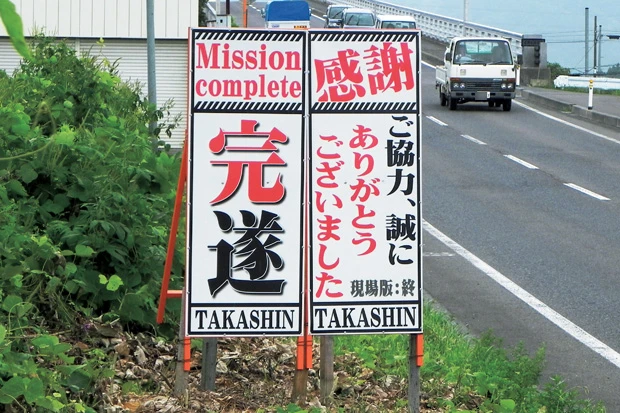 Mission
complete
完遂
TAKASHIN
感謝
ご協力、誠に
ありがとう
ございました
現場版：終
TAKASHIN